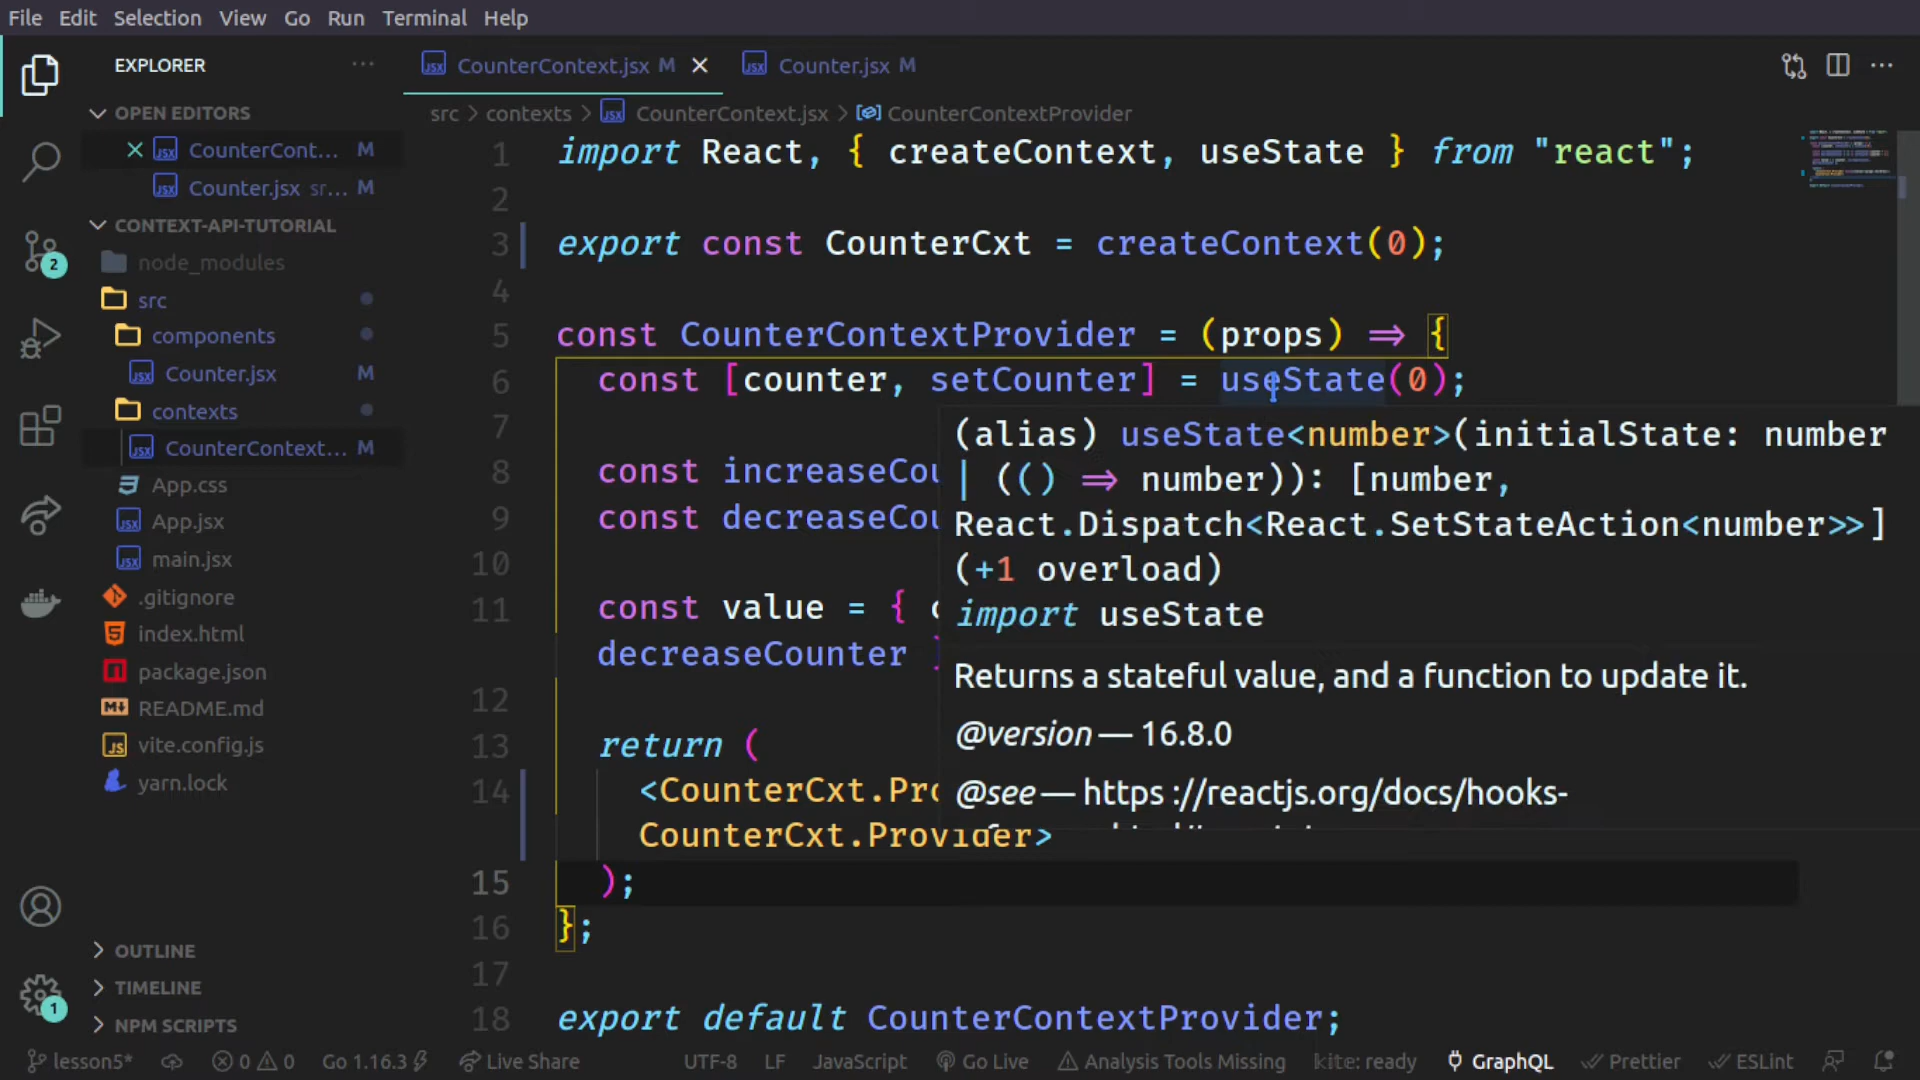 File Edit Selection View Go Run Terminal Help
EXPLORER
CounterContext.jsx M
Counter.jsx M
OPEN EDITORS
src > contexts > CounterContext.jsx > CounterContextProvider
CounterCont... M
Counter.jsx sr... M
CONTEXT-API-TUTORIAL
node_modules
src
components
Counter.jsx M
contexts
CounterContext... M
App.css
App.jsx
main.jsx
.gitignore
index.html
package.json
README.md
vite.config.js
yarn.lock
OUTLINE
TIMELINE
NPM SCRIPTS
2
1
1 import React, { createContext, useState } from "react";
2
3 export const CounterCxt = createContext(0);
4
5 const CounterContextProvider = (props) => {
6 const [counter, setCounter] = useState(0);
7
8 const increaseCou
9 const decreaseCou
10
11 const value = { c
decreaseCounter }
12
13 return (
14 <CounterCxt.Pro
CounterCxt.Provider>
15 );
16 };
17
18 export default CounterContextProvider;
(alias) useState<number>(initialState: number
| (() => number)): [number,
React.Dispatch<React.SetStateAction<number>>]
(+1 overload)
import useState
Returns a stateful value, and a function to update it.
@version — 16.8.0
@see — https ://reactjs.org/docs/hooks-
lesson5* 0 0 Go 1.16.3 Live Share UTF-8 LF JavaScript Go Live Analysis Tools Missing kite: ready GraphQL Prettier ESLint